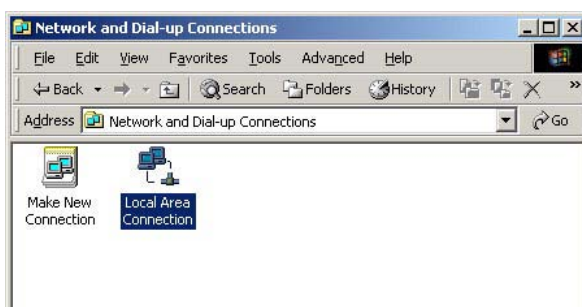 Network and Dial-up Connections
File Edit View Favorites Tools Advanced Help
Back Search Folders History »
Address Network and Dial-up Connections Go
Make New Connection
Local Area Connection